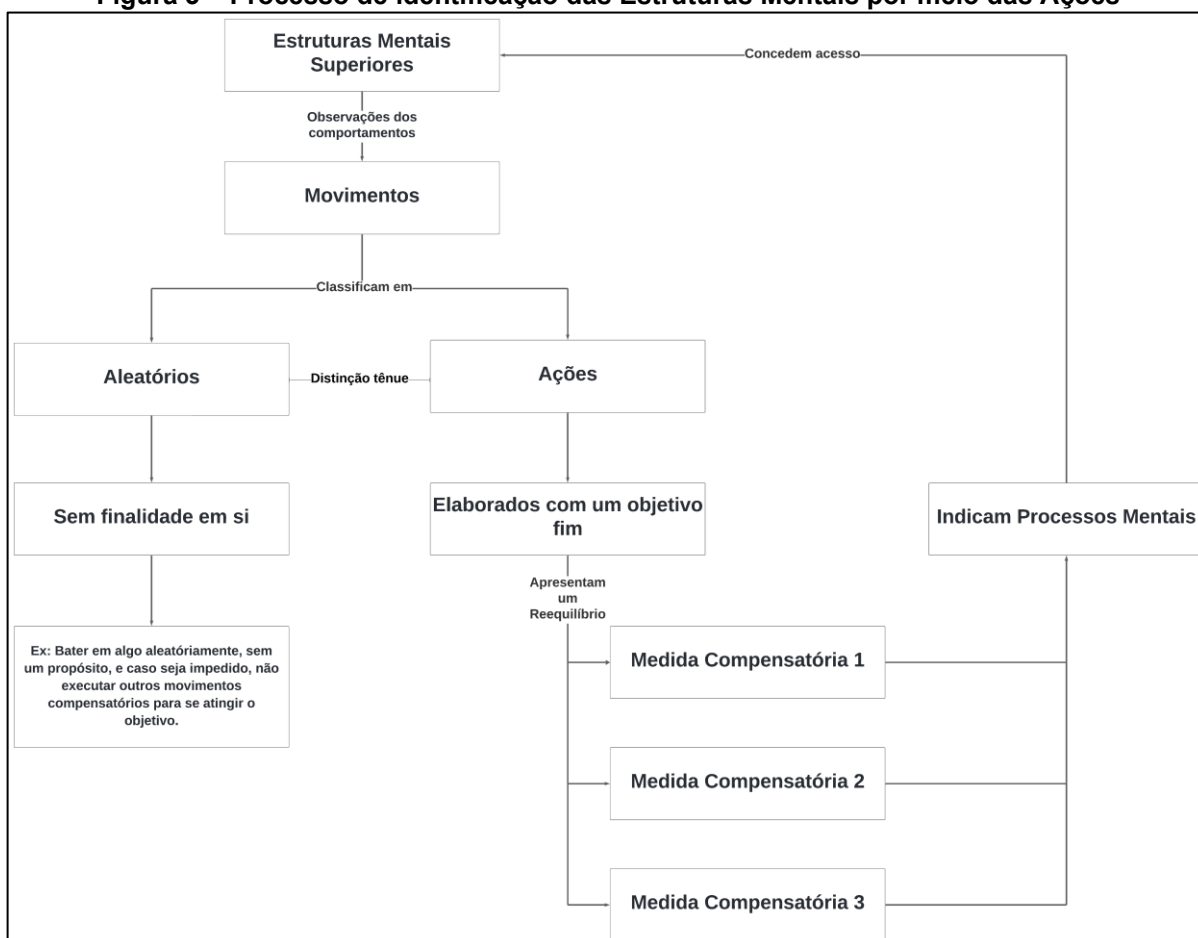 Processo de Identificação das Estruturas Mentais por meio das Ações
Estruturas Mentais
Superiores
Concedem acesso
Observações dos
comportamentos
Movimentos
Classificam em
Aleatórios
Distinção tênue
Ações
Sem finalidade em si
Elaborados com um objetivo
fim
Indicam Processos Mentais
Apresentam
um
Reequilíbrio
Ex: Bater em algo aleatóriamente, sem
um propósito, e caso seja impedido, não
executar outros movimentos
compensatórios para se atingir o
objetivo.
Medida Compensatória 1
Medida Compensatória 2
Medida Compensatória 3